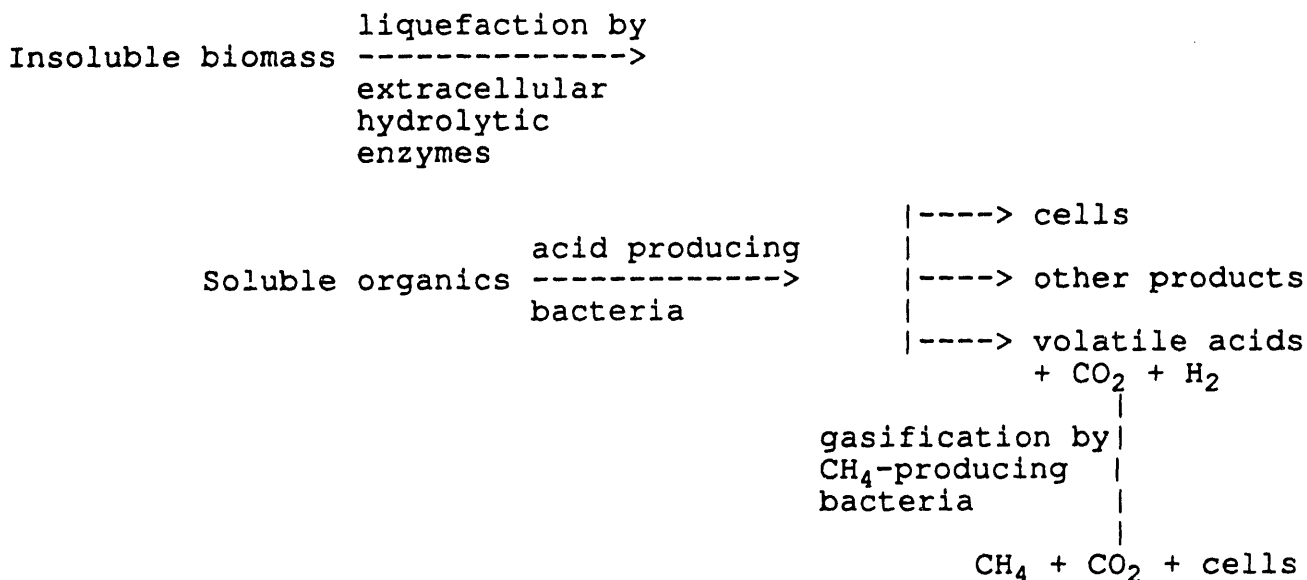 liquefaction by
Insoluble biomass -------------->
extracellular
hydrolytic
enzymes
|----> cells
acid producing |
Soluble organics -------------> |----> other products
bacteria |
|----> volatile acids
+ CO₂ + H₂
|
gasification by|
CH₄-producing |
bacteria |
|
CH₄ + CO₂ + cells